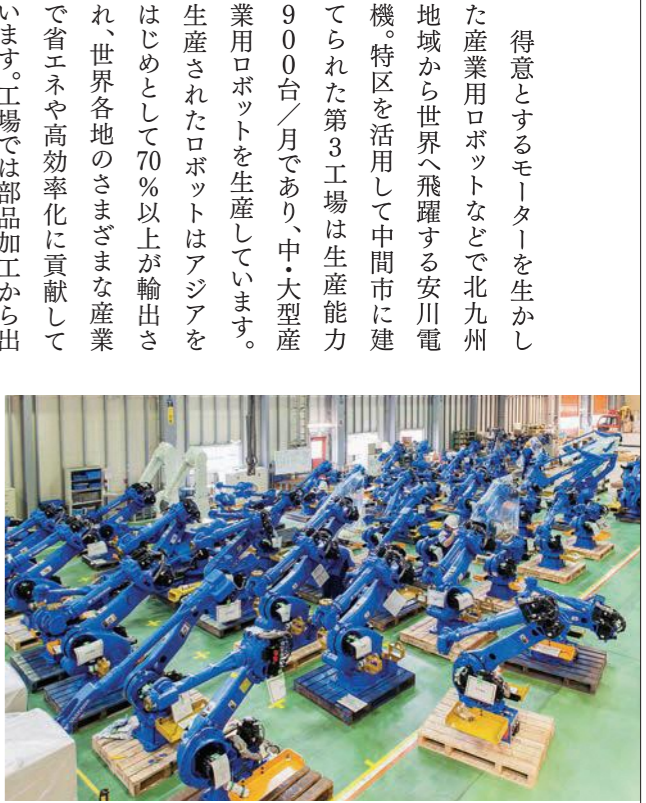 得意とするモーターを生かし
た産業用ロボットなどで北九州
地域から世界へ飛躍する安川電
機。特区を活用して中間市に建
てられた第3工場は生産能力
900台／月であり、中・大型産
業用ロボットを生産しています。
生産されたロボットはアジアを
はじめとして70％以上が輸出さ
れ、世界各地のさまざまな産業
で省エネや高効率化に貢献して
います。工場では部品加工から出